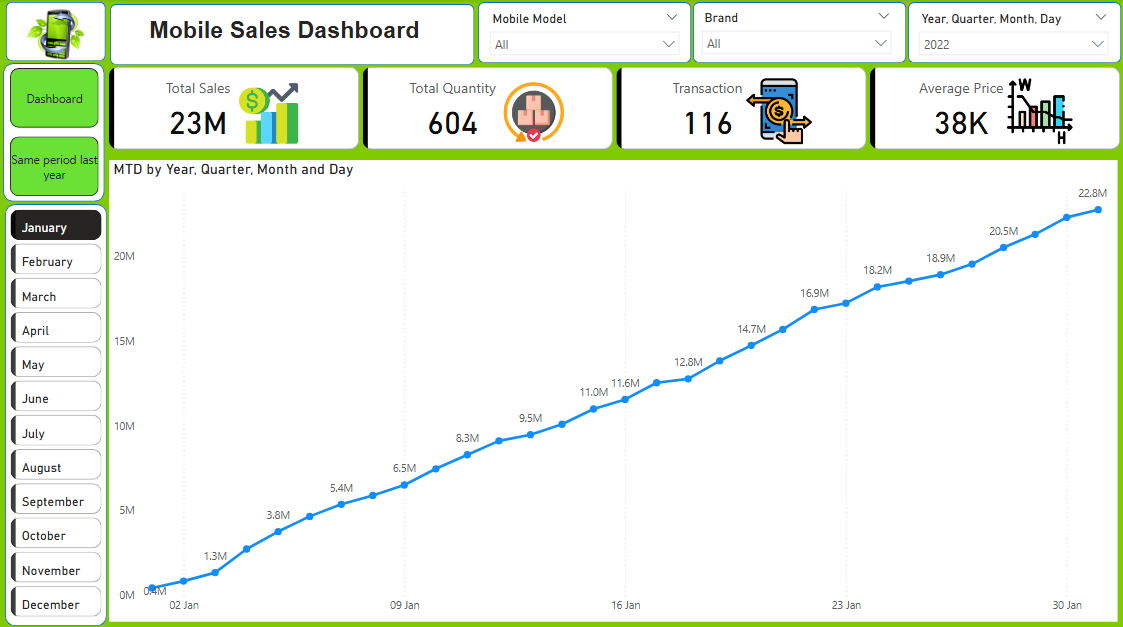 Mobile Sales Dashboard
Mobile Model
All
Brand
All
Year, Quarter, Month, Day
2022
Dashboard
Same period last
year
Total Sales
23M
$
Total Quantity
604
Transaction
116
$
Average Price
38K
W
H
January
February
March
April
May
June
July
August
September
October
November
December
MTD by Year, Quarter, Month and Day
20M
15M
10M
5M
0M
0.4M
1.3M
3.8M
5.4M
6.5M
8.3M
9.5M
11.0M
11.6M
12.8M
14.7M
16.9M
18.2M
18.9M
20.5M
22.8M
02 Jan
09 Jan
16 Jan
23 Jan
30 Jan